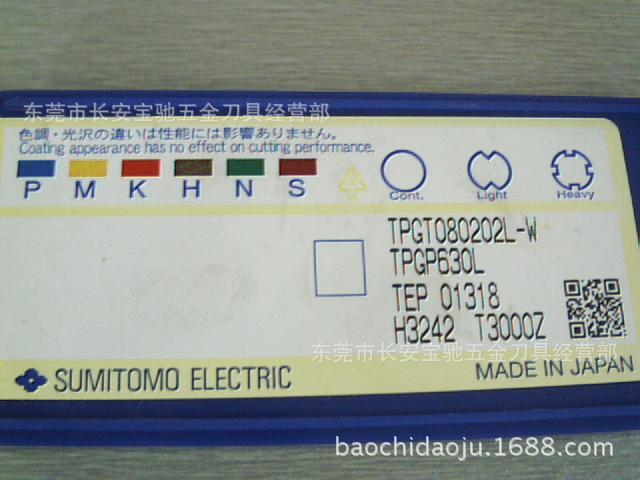 东莞市长安宝驰五金刀具经营部
色調・光沢の違いは性能には影響ありません。
Coating appearance has no effect on cutting performance.
P M K H N S
Cont. Light Heavy
TPGT080202L-W
TPGP630L
TEP 01318
H3242 T3000Z
东莞市长安宝驰五金刀具经营部
SUMITOMO ELECTRIC
MADE IN JAPAN
baochidaoju.1688.com